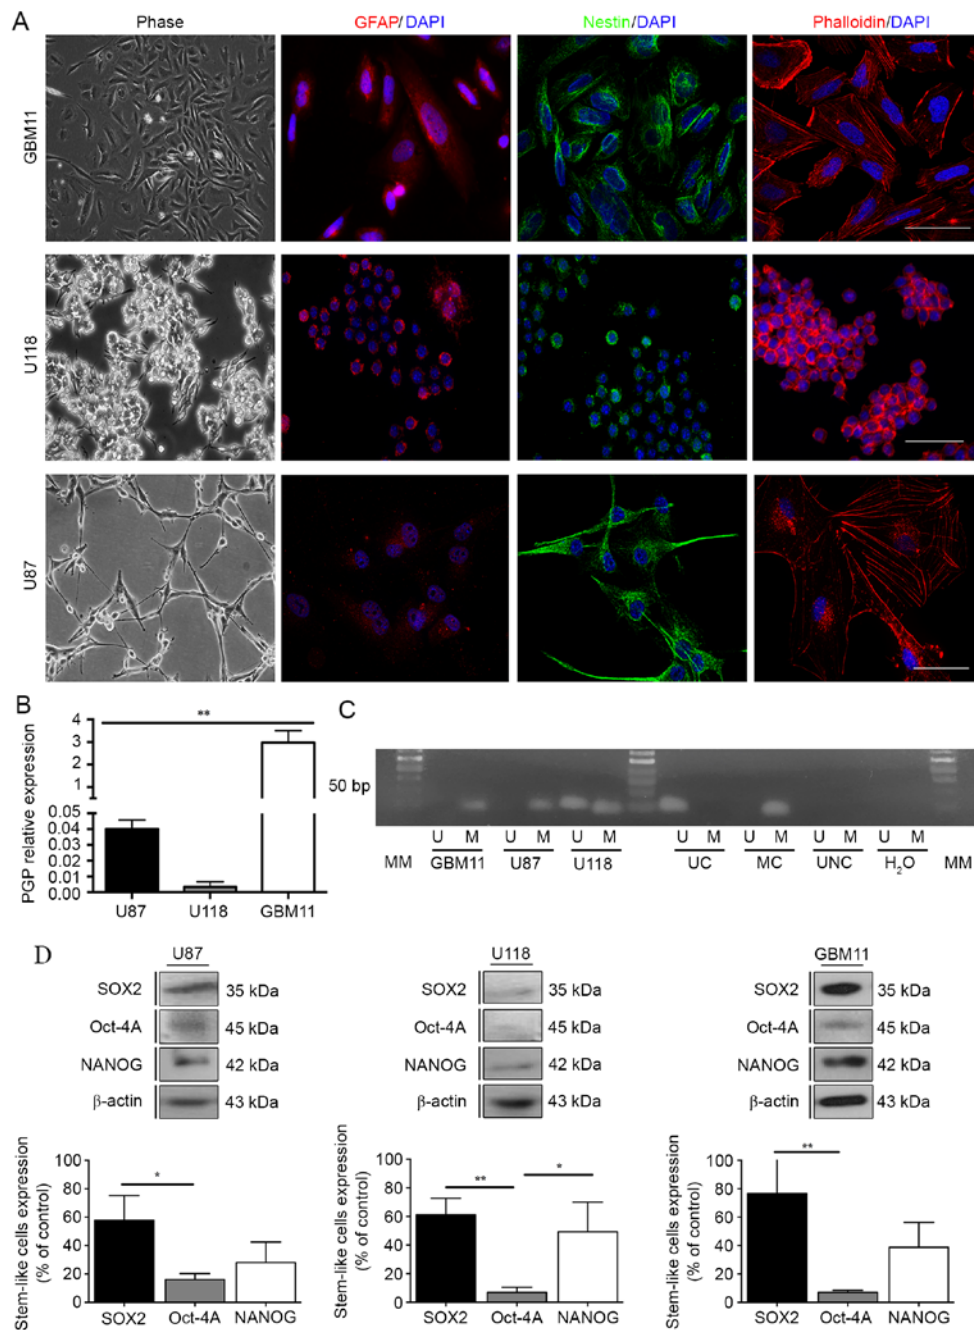 A
Phase
GFAP/DAPI
Nestin/DAPI
Phalloidin/DAPI
GBM11
U118
U87
B
**
PGP relative expression
4
3
2
1
0.05
0.04
0.03
0.02
0.01
0.00
U87
U118
GBM11
C
50 bp
U M U M U M U M U M U M U M
MM GBM11 U87 U118 UC MC UNC H2O MM
D
U87
SOX2 35 kDa
Oct-4A 45 kDa
NANOG 42 kDa
β-actin 43 kDa
U118
SOX2 35 kDa
Oct-4A 45 kDa
NANOG 42 kDa
β-actin 43 kDa
GBM11
SOX2 35 kDa
Oct-4A 45 kDa
NANOG 42 kDa
β-actin 43 kDa
Stem-like cells expression
(% of control)
100
80
60
40
20
0
*
SOX2 Oct-4A NANOG
Stem-like cells expression
(% of control)
100
80
60
40
20
0
** *
SOX2 Oct-4A NANOG
Stem-like cells expression
(% of control)
100
80
60
40
20
0
**
SOX2 Oct-4A NANOG